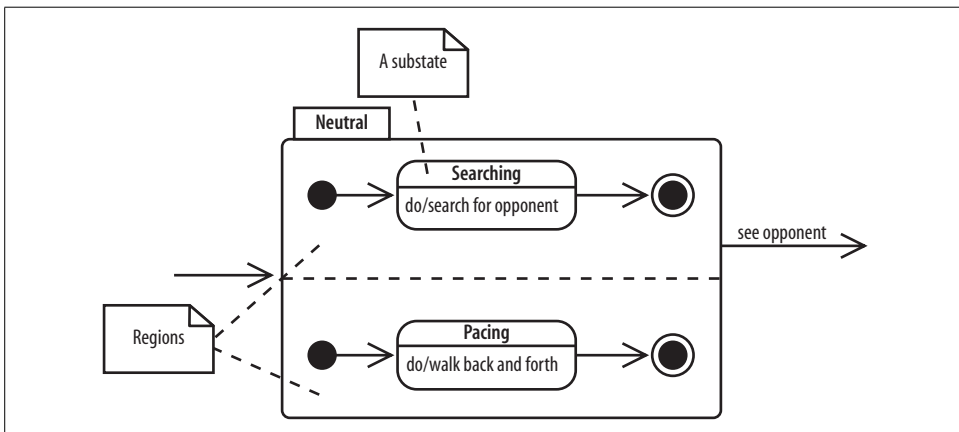 A substate
Neutral
Searching
do/search for opponent
see opponent
Regions
Pacing
do/walk back and forth